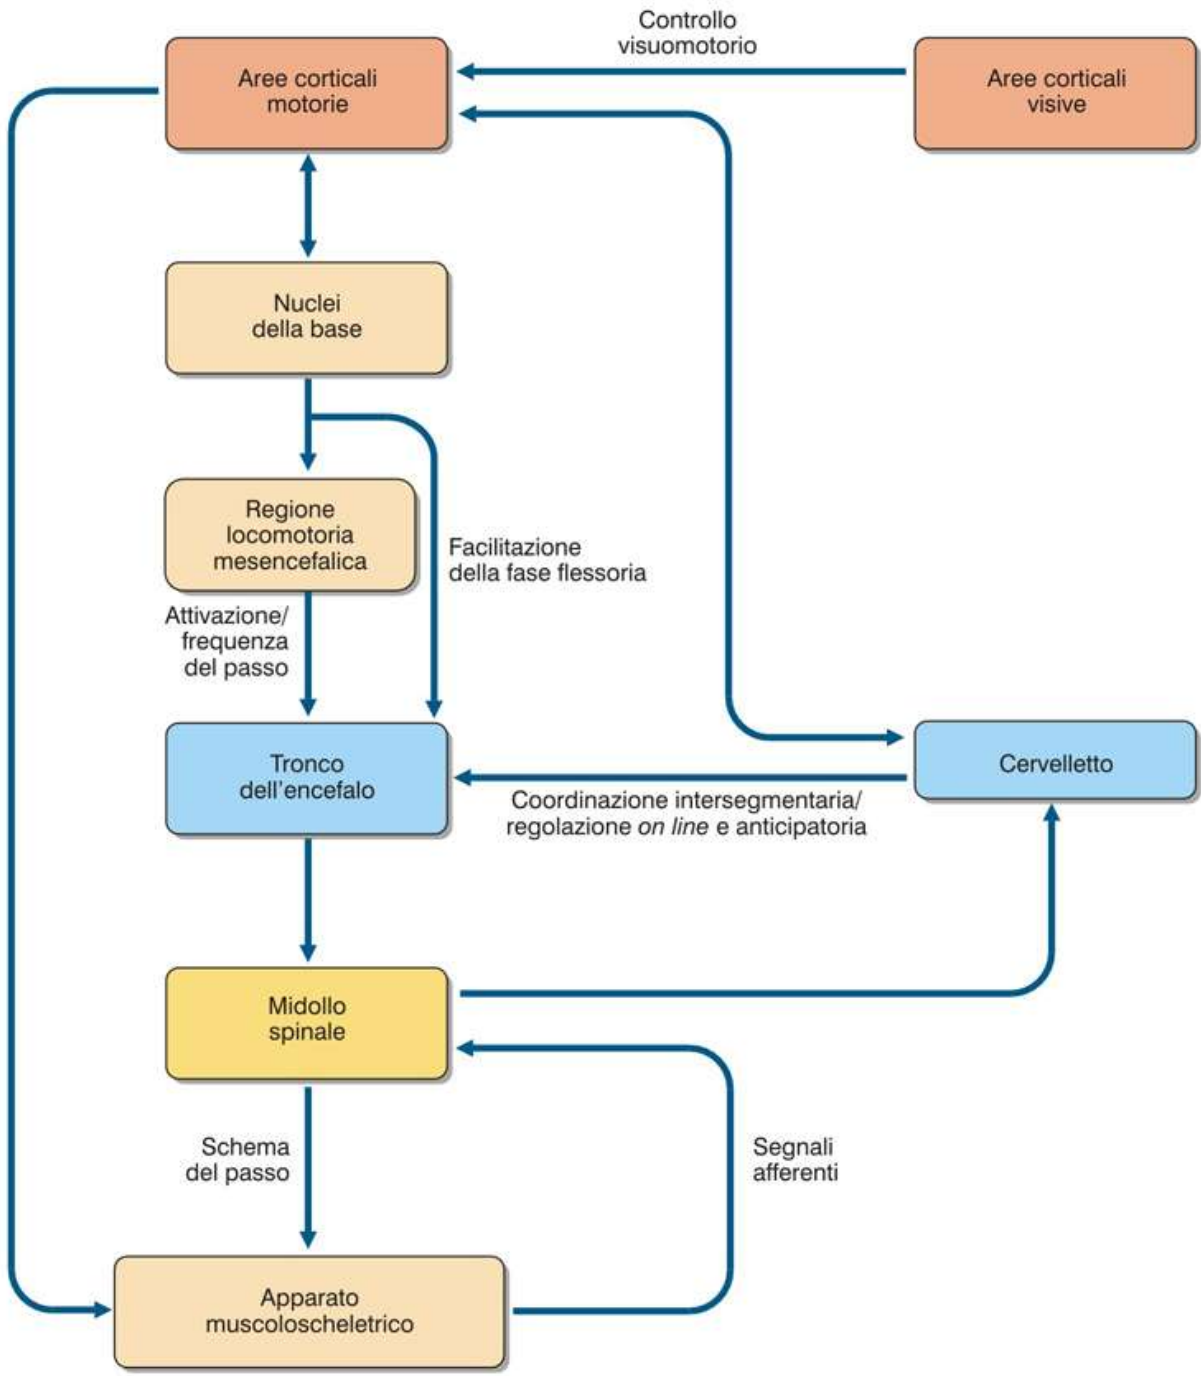 Controllo
visuomotorio
Aree corticali
motorie
Aree corticali
visive
Nuclei
della base
Regione
locomotoria
mesencefalica
Facilitazione
della fase flessoria
Attivazione/
frequenza
del passo
Tronco
dell'encefalo
Cervelletto
Coordinazione intersegmentaria/
regolazione on line e anticipatoria
Midollo
spinale
Schema
del passo
Segnali
afferenti
Apparato
muscoloscheletrico